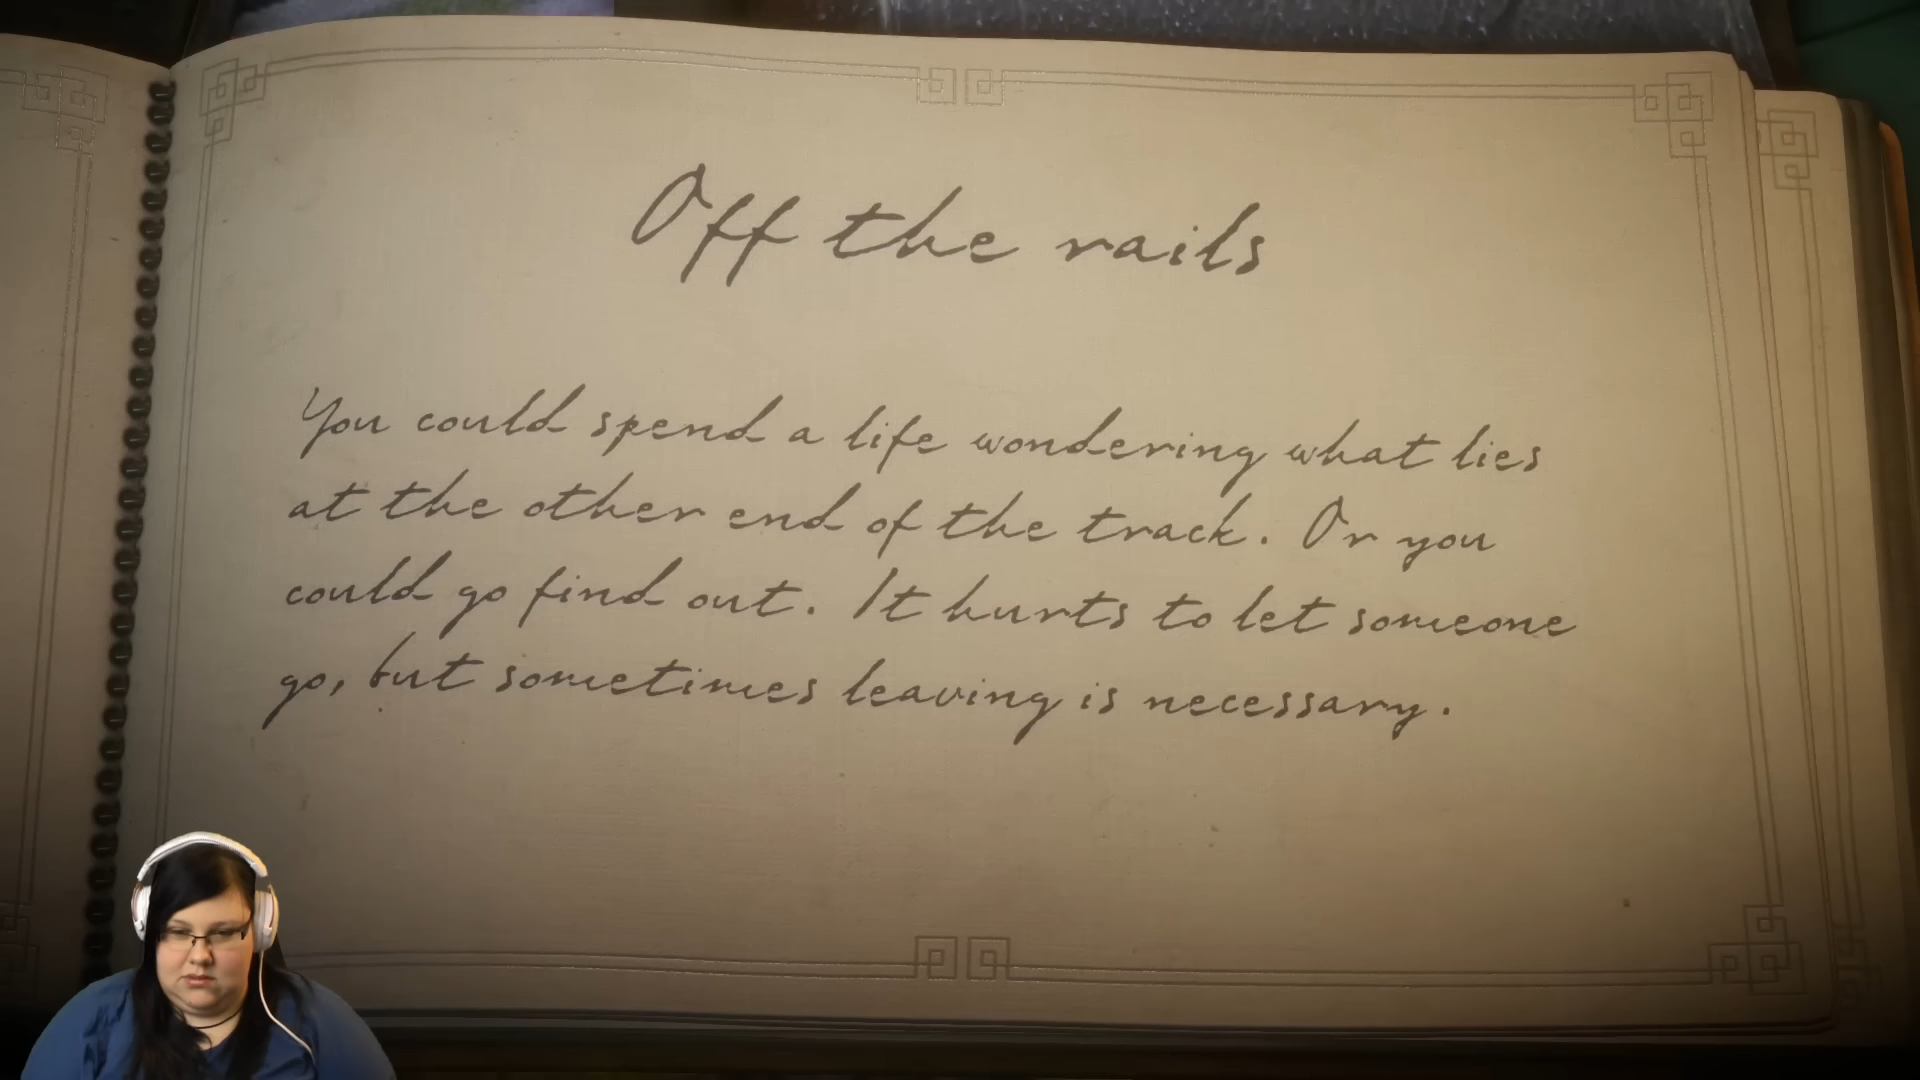 Off the rails
You could spend a life wondering what lies
at the other end of the track. Or you
could go find out. It hurts to let someone
go, but sometimes leaving is necessary.